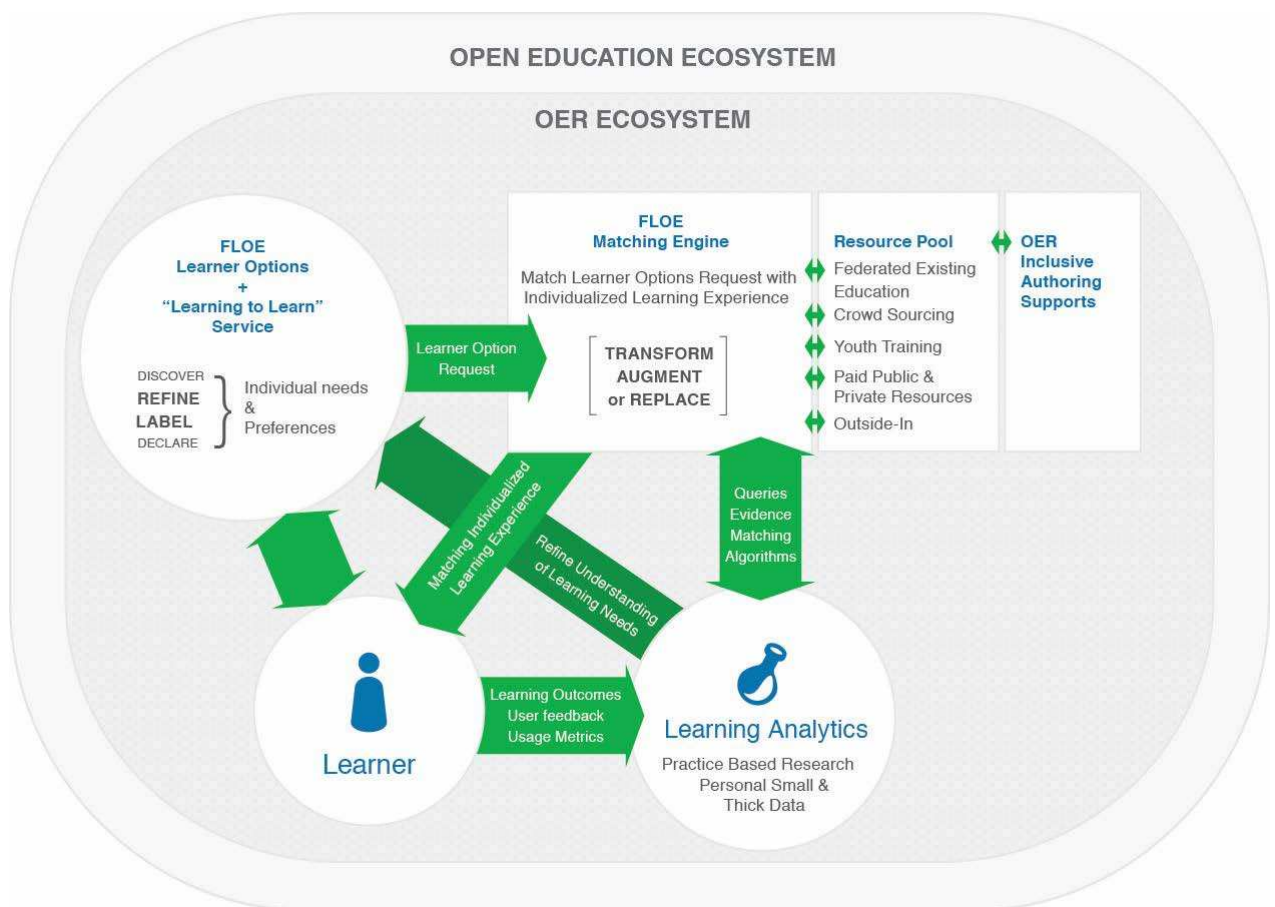 OPEN EDUCATION ECOSYSTEM
OER ECOSYSTEM
FLOE
Learner Options
+
“Learning to Learn”
Service
DISCOVER
REFINE
LABEL
DECLARE
Individual needs
&
Preferences
Learner Option
Request
FLOE
Matching Engine
Match Learner Options Request with
Individualized Learning Experience
TRANSFORM
AUGMENT
or REPLACE
Resource Pool
Federated Existing
Education
Crowd Sourcing
Youth Training
Paid Public &
Private Resources
Outside-In
OER
Inclusive
Authoring
Supports
Matching Individualized
Learning Experience
Refine Understanding
of Learning Needs
Queries
Evidence
Matching
Algorithms
Learner
Learning Outcomes
User feedback
Usage Metrics
Learning Analytics
Practice Based Research
Personal Small &
Thick Data